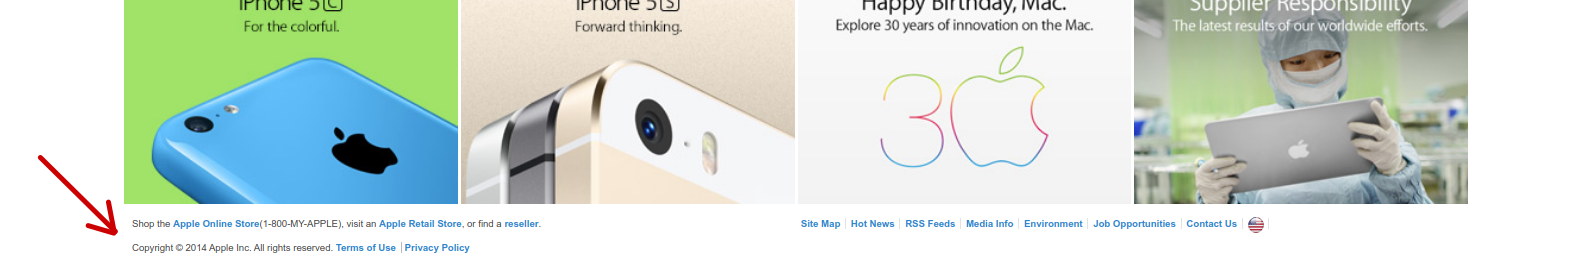 iPhone 5C
For the colorful.
iPhone 5S
Forward thinking.
Happy Birthday, Mac.
Explore 30 years of innovation on the Mac.
30
Supplier Responsibility
The latest results of our worldwide efforts.
Shop the Apple Online Store(1-800-MY-APPLE), visit an Apple Retail Store, or find a reseller.
Site Map | Hot News | RSS Feeds | Media Info | Environment | Job Opportunities | Contact Us |
Copyright © 2014 Apple Inc. All rights reserved. Terms of Use | Privacy Policy